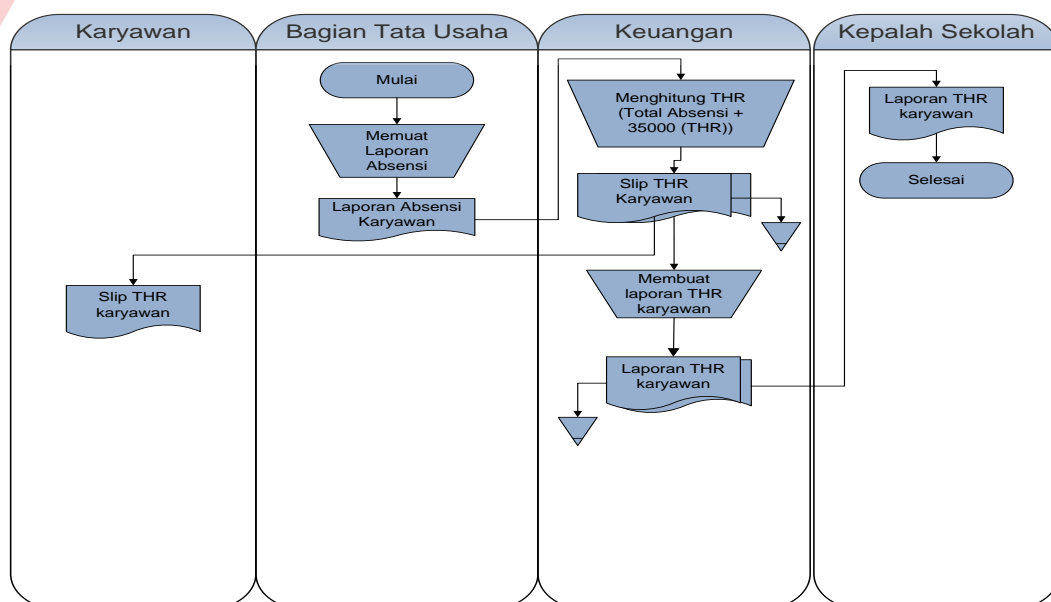 Karyawan
Bagian Tata Usaha
Keuangan
Kepalah Sekolah
Mulai
Memuat
Laporan
Absensi
Laporan Absensi
Karyawan
Menghitung THR
(Total Absensi +
35000 (THR))
Slip THR
Karyawan
Slip THR
karyawan
Membuat
laporan THR
karyawan
Laporan THR
karyawan
Laporan THR
karyawan
Selesai